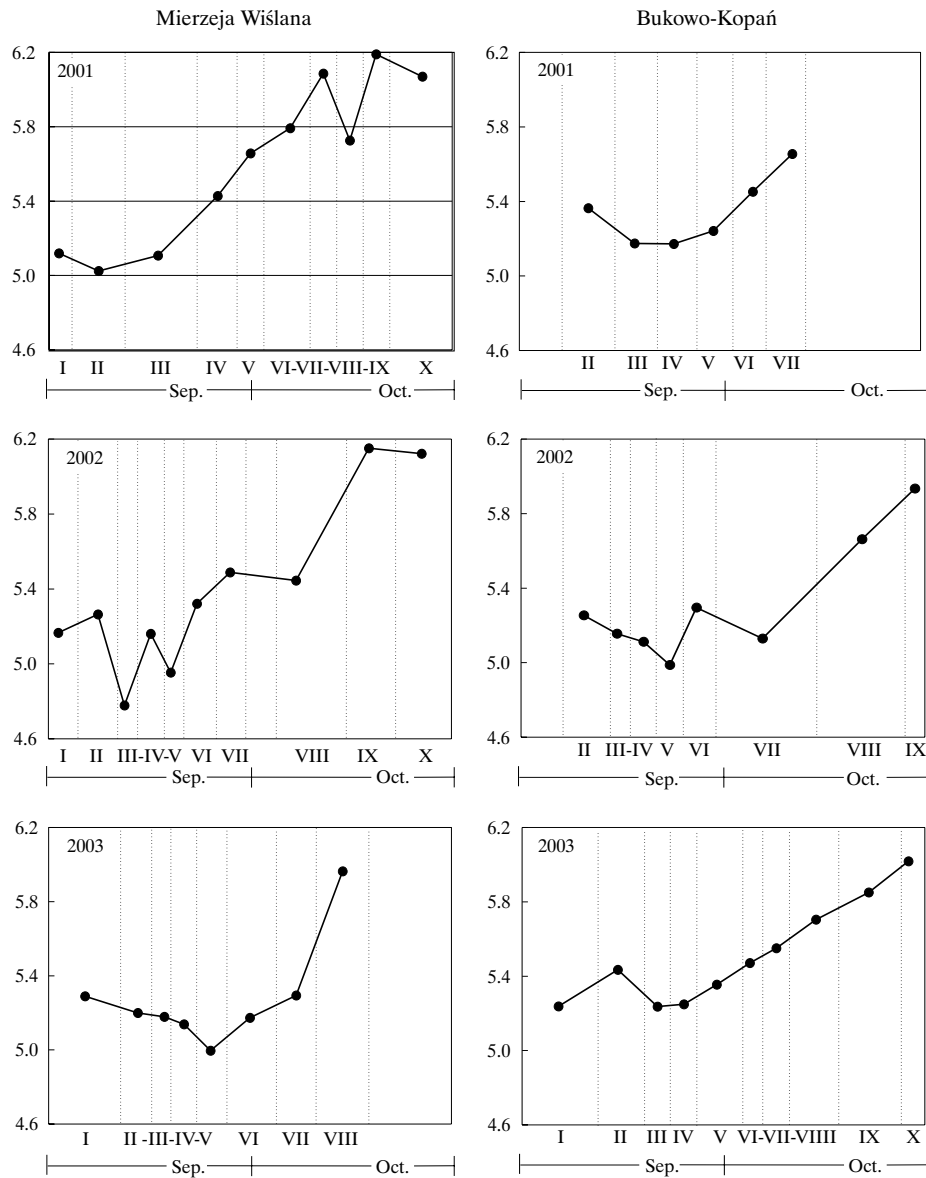 Mierzeja Wiślana
Bukowo-Kopań
6.2
2001
5.8
5.4
5.0
4.6
I II III IV V VI-VII-VIII-IX X
Sep. Oct.
6.2
2001
5.8
5.4
5.0
4.6
II III IV V VI VII
Sep. Oct.
6.2
2002
5.8
5.4
5.0
4.6
I II III-IV-V VI VII VIII IX X
Sep. Oct.
6.2
2002
5.8
5.4
5.0
4.6
II III-IV V VI VII VIII IX
Sep. Oct.
6.2
2003
5.8
5.4
5.0
4.6
I II -III-IV-V VI VII VIII
Sep. Oct.
6.2
2003
5.8
5.4
5.0
4.6
I II III IV V VI-VII-VIIII IX X
Sep. Oct.